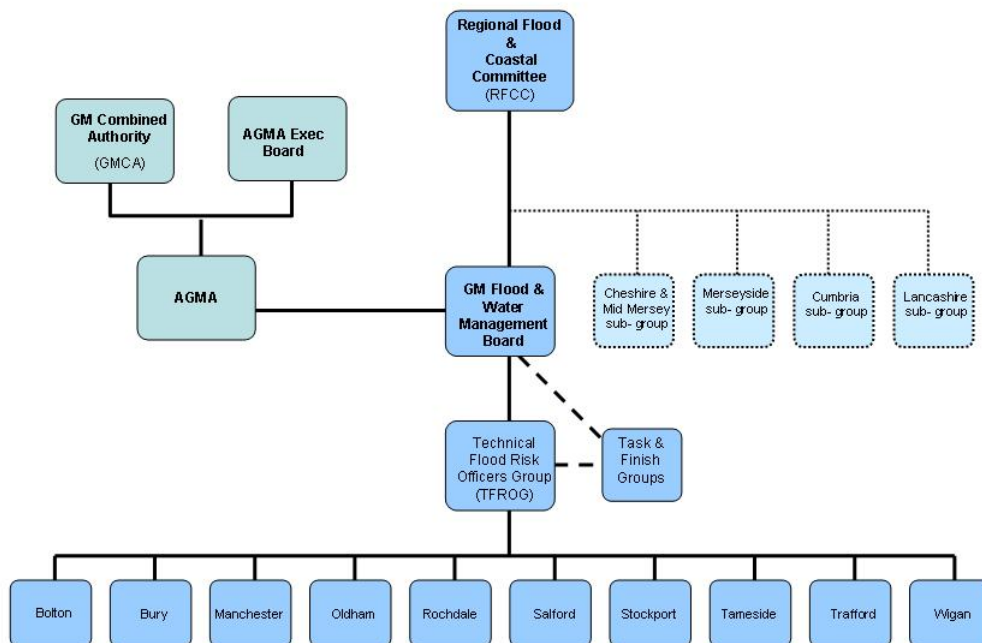 Regional Flood
&
Coastal
Committee
(RFCC)
GM Combined
Authority
(GMCA)
AGMA Exec
Board
AGMA
GM Flood &
Water
Management
Board
Cheshire &
Mid Mersey
sub- group
Merseyside
sub- group
Cumbria
sub- group
Lancashire
sub- group
Technical
Flood Risk
Officers Group
(TFROG)
Task &
Finish
Groups
Bolton
Bury
Manchester
Oldham
Rochdale
Salford
Stockport
Tameside
Trafford
Wigan